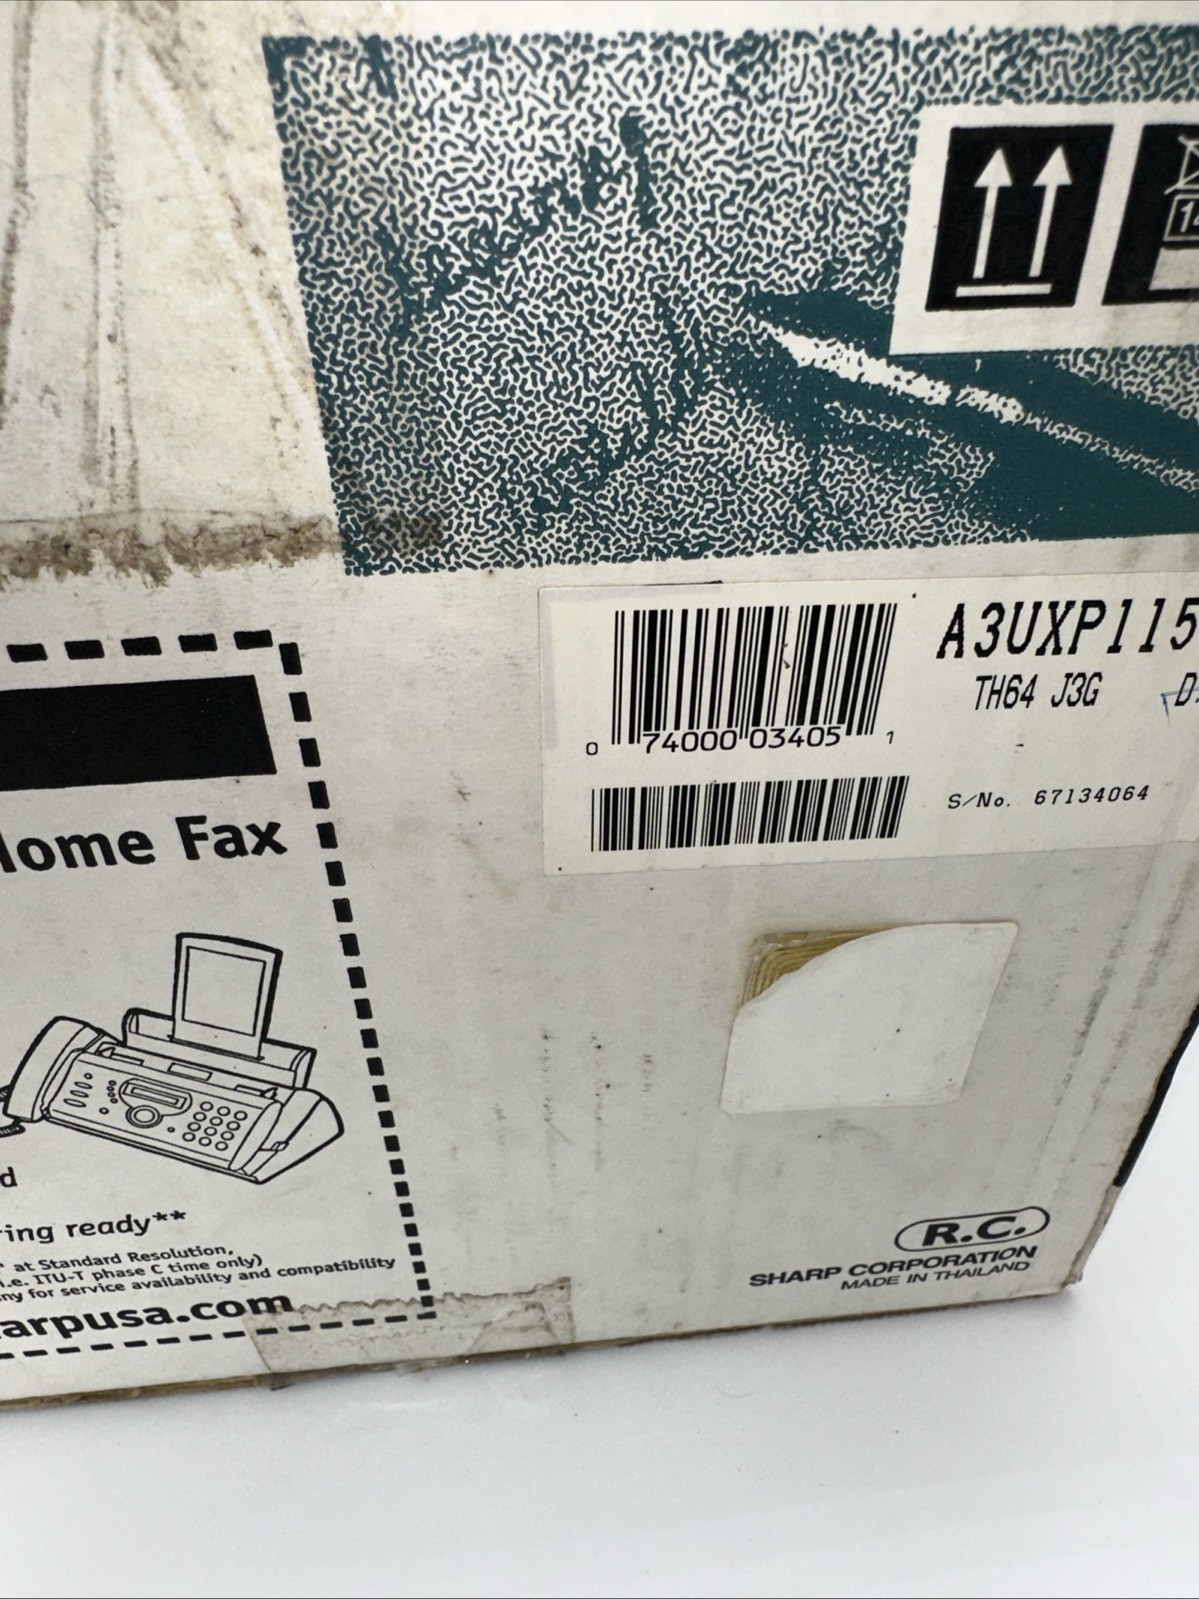 A3UXP115
TH64 J3G
0 74000 03405 1
S/No. 67134064
Home Fax
ring ready**
at Standard Resolution,
i.e. ITU-T phase C time only)
ny for service availability and compatibility
arpusa.com
R.C.
SHARP CORPORATION
MADE IN THAILAND